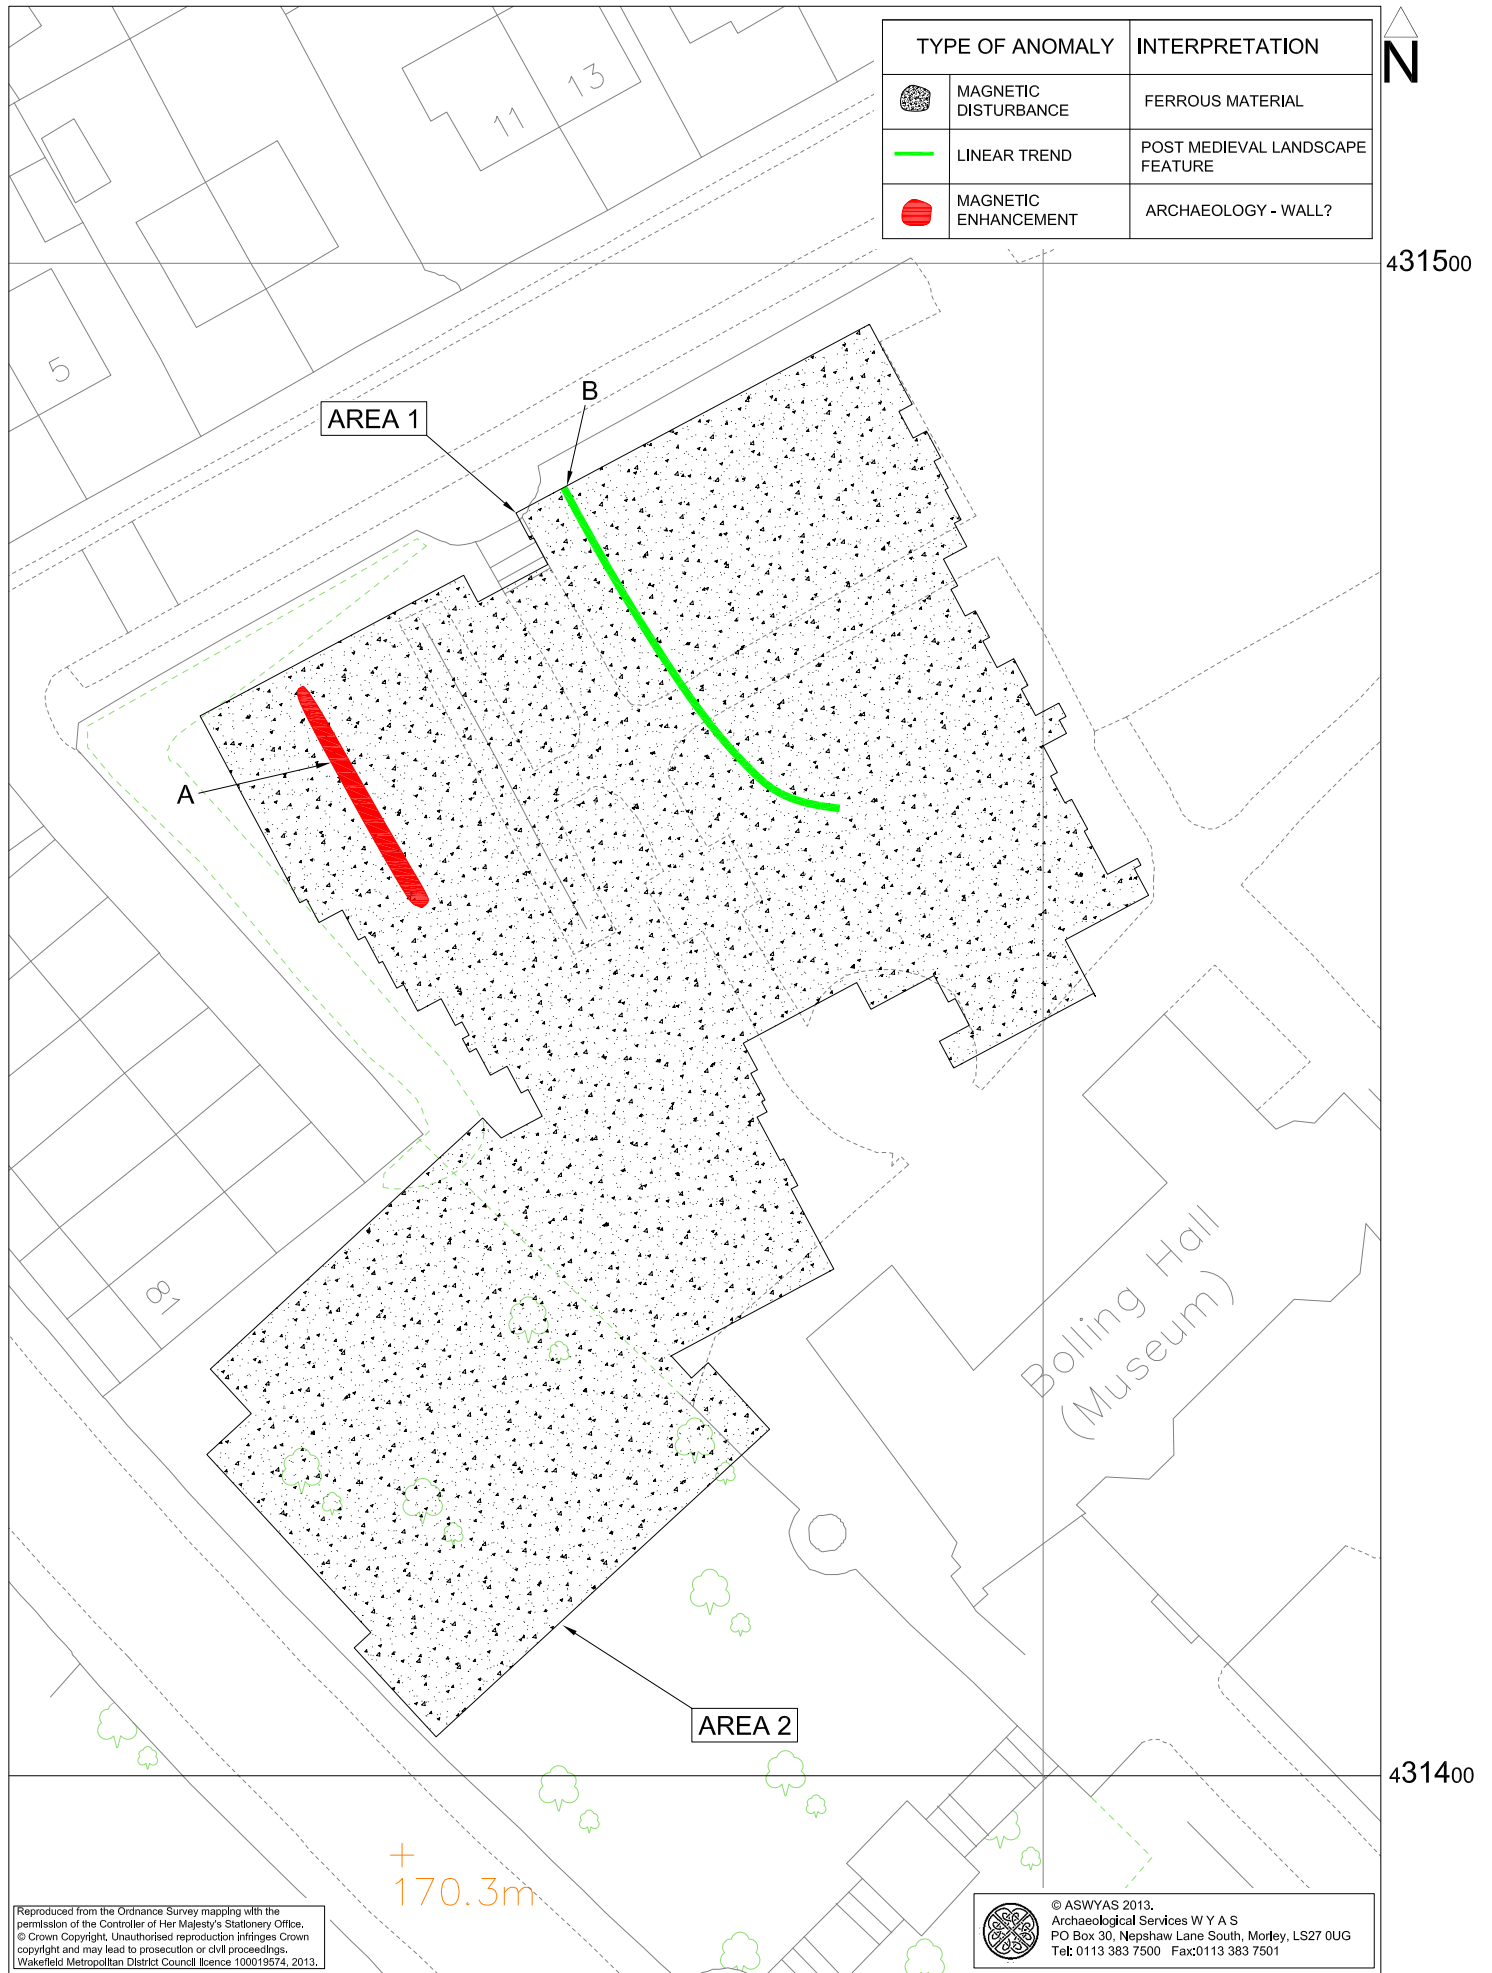 TYPE OF ANOMALY INTERPRETATION
MAGNETIC
DISTURBANCE
FERROUS MATERIAL
LINEAR TREND
POST MEDIEVAL LANDSCAPE
FEATURE
MAGNETIC
ENHANCEMENT
ARCHAEOLOGY - WALL?
N
431500
13
11
5
B
AREA 1
A
18
Bolling Hall
(Museum)
AREA 2
431400
170.3m
Reproduced from the Ordnance Survey mapping with the
permission of the Controller of Her Majesty's Stationery Office.
© Crown Copyright. Unauthorised reproduction infringes Crown
copyright and may lead to prosecution or civil proceedings.
Wakefield Metropolitan District Council licence 100019574, 2013.
© ASWYAS 2013.
Archaeological Services W Y A S
PO Box 30, Nepshaw Lane South, Morley, LS27 0UG
Tel: 0113 383 7500 Fax:0113 383 7501